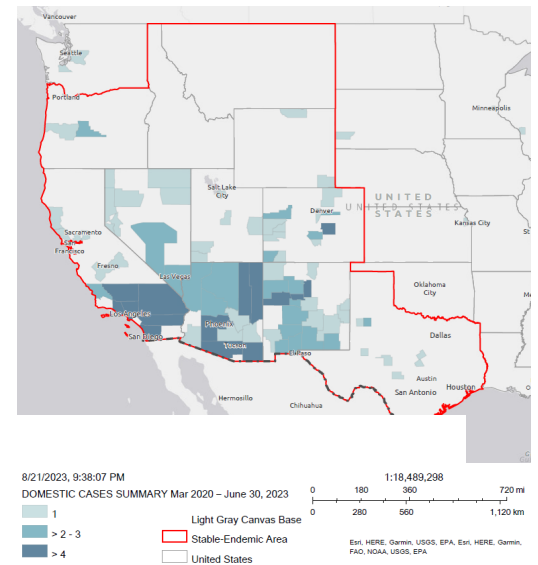 Vancouver
Seattle
Portland
Minneapolis
Salt Lake
City
UNITED
STATES
UNITED STATES
Denver
Kansas City
St
Sacramento
San
Francisco
Fresno
Las Vegas
Oklahoma
City
Los Angeles
Phoenix
Me
San Diego
Tucson
Dallas
El Paso
Austin
Houston
San Antonio
Hermosillo
Chihuahua
8/21/2023, 9:38:07 PM
DOMESTIC CASES SUMMARY Mar 2020 – June 30, 2023
1
> 2 - 3
> 4
Light Gray Canvas Base
Stable-Endemic Area
United States
1:18,489,298
0 180 360 720 mi
0 280 560 1,120 km
Esri, HERE, Garmin, USGS, EPA, Esri, HERE, Garmin,
FAO, NOAA, USGS, EPA